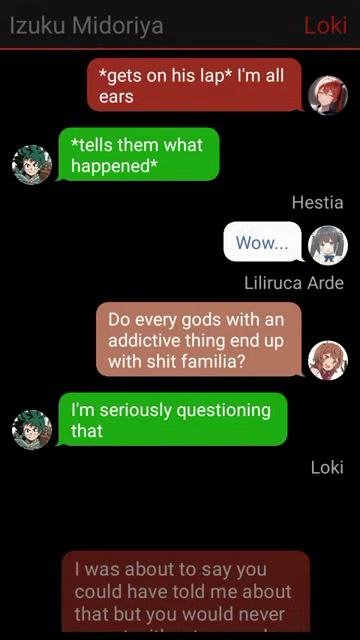 Izuku Midoriya
Loki
*gets on his lap* I'm all
ears
*tells them what
happened*
Hestia
Wow...
Liliruca Arde
Do every gods with an
addictive thing end up
with shit familia?
I'm seriously questioning
that
Loki
I was about to say you
could have told me about
that but you would never